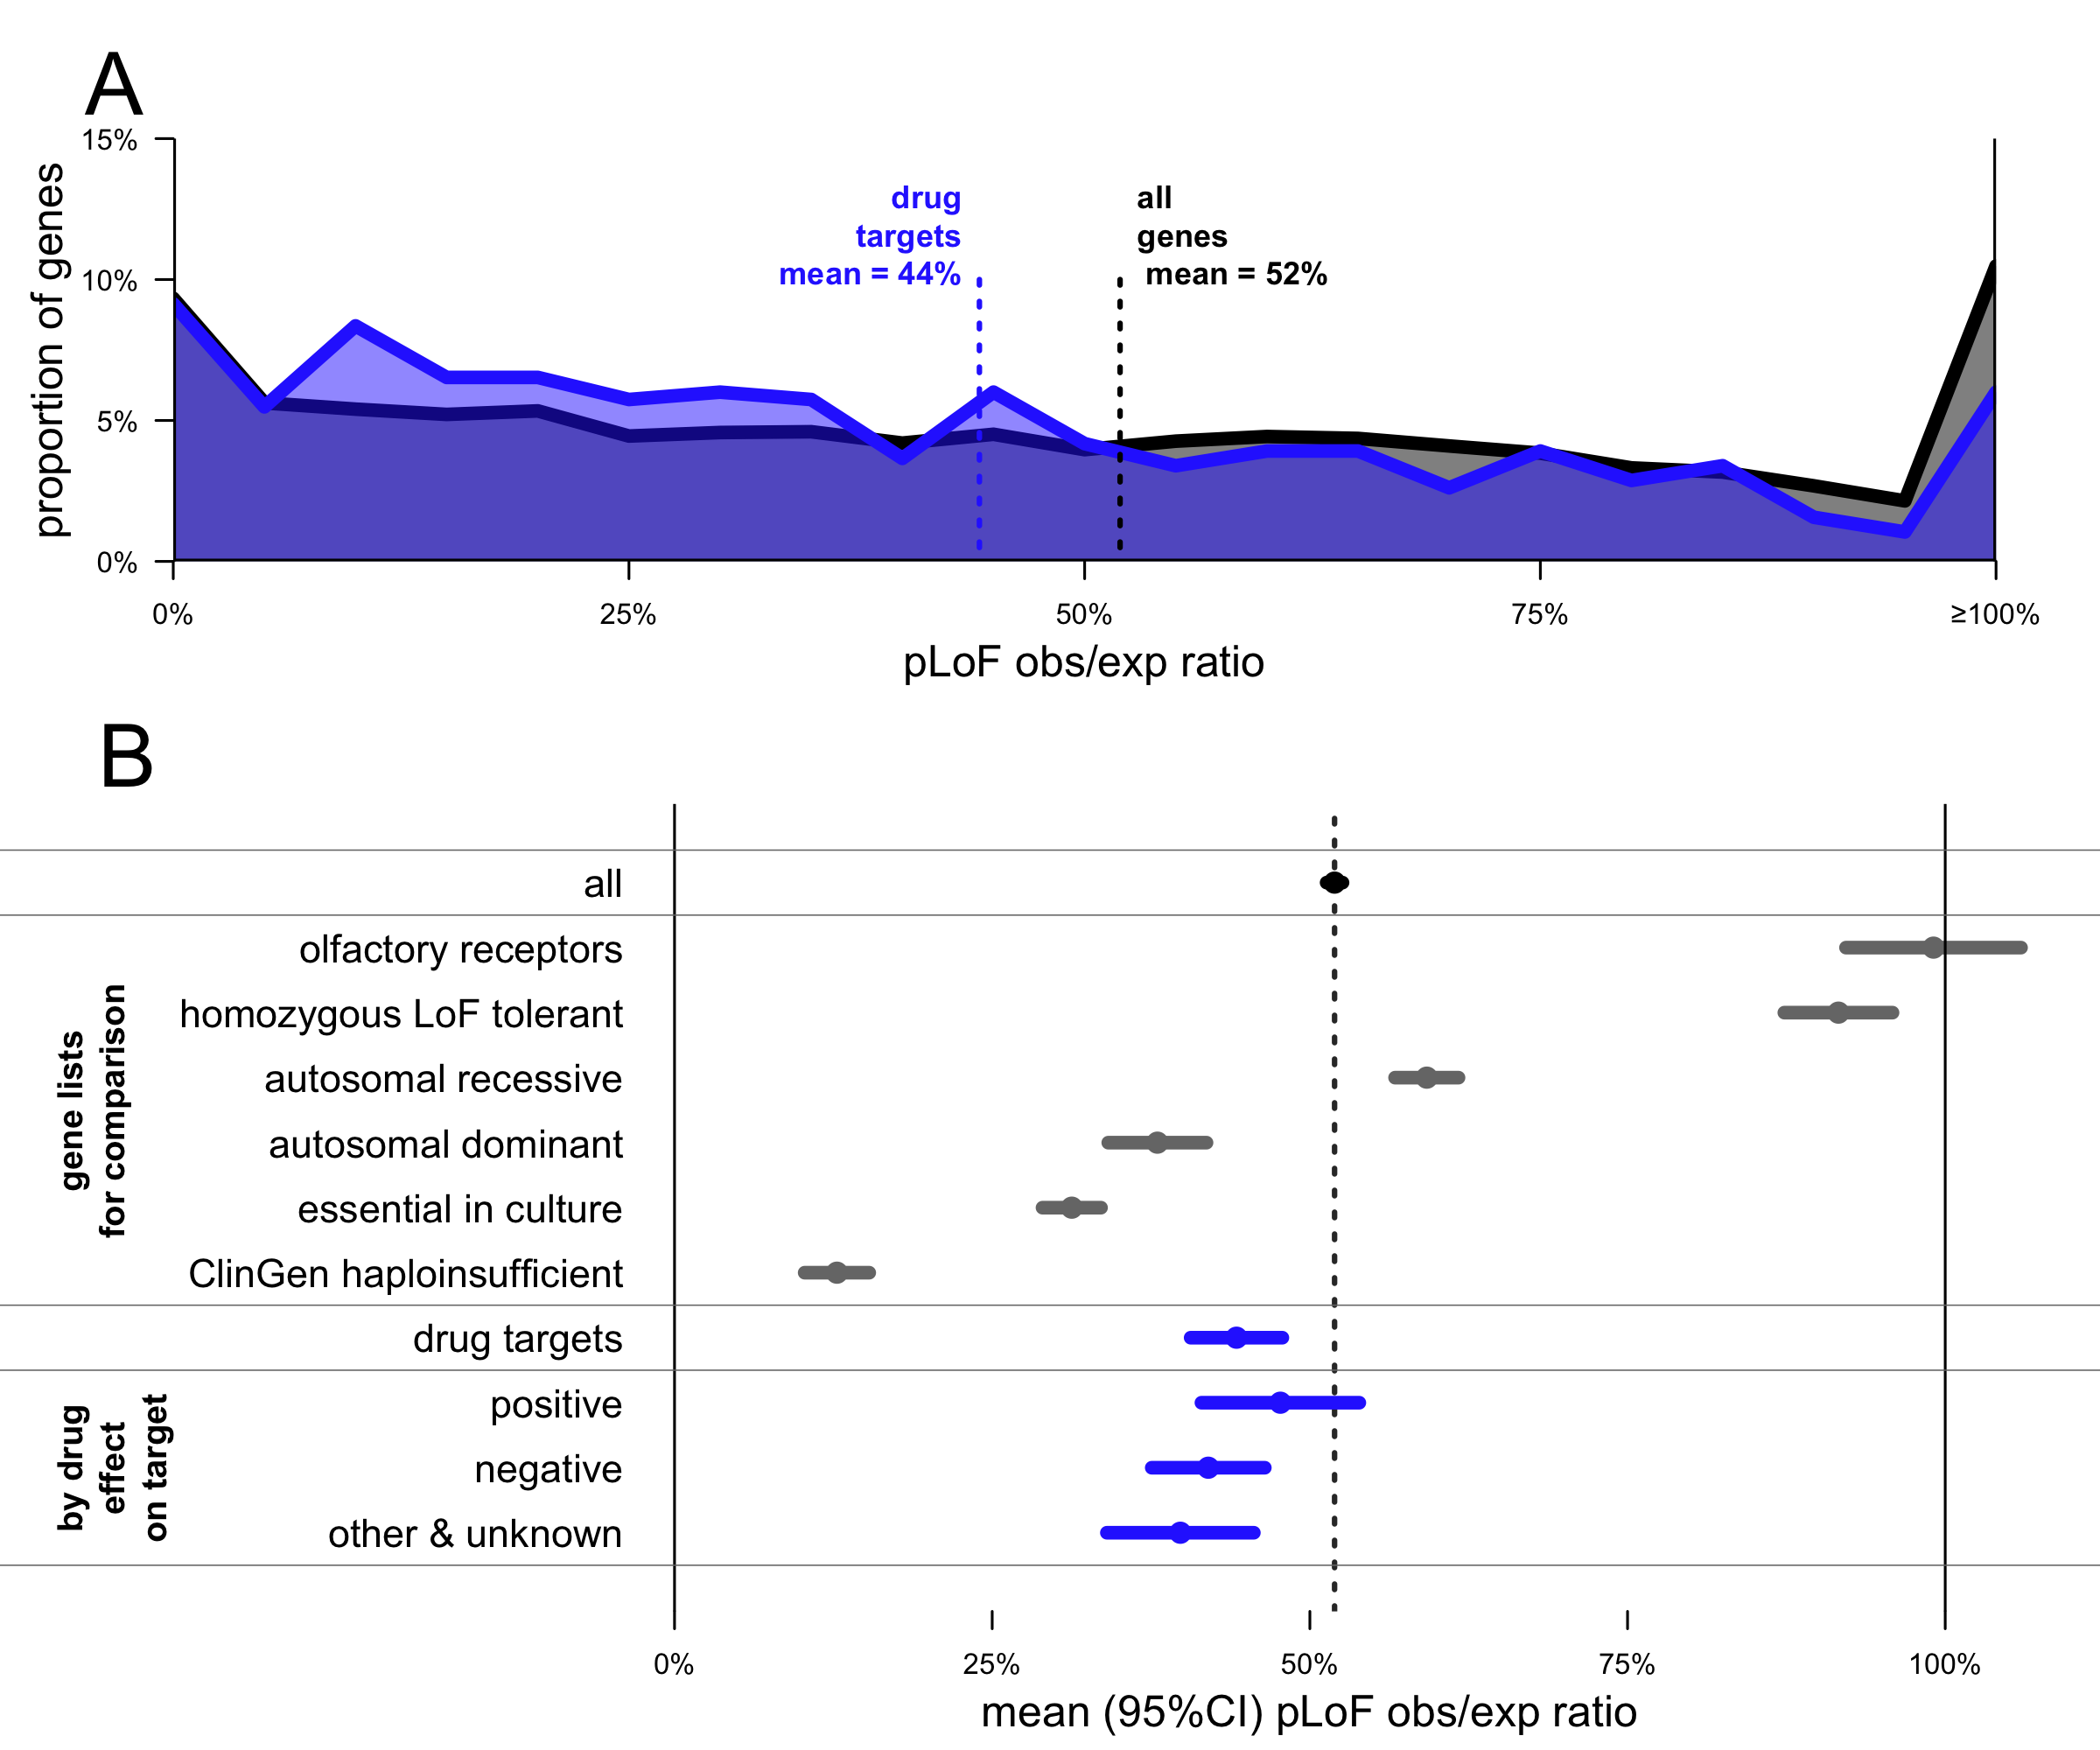 A
15%
10%
5%
0%
proportion of genes
drug
targets
mean = 44%
all
genes
mean = 52%
0%
25%
50%
75%
≥100%
pLoF obs/exp ratio
B
all
gene lists
for comparison
olfactory receptors
homozygous LoF tolerant
autosomal recessive
autosomal dominant
essential in culture
ClinGen haploinsufficient
drug targets
by drug
effect
on target
positive
negative
other & unknown
0%
25%
50%
75%
100%
mean (95%CI) pLoF obs/exp ratio